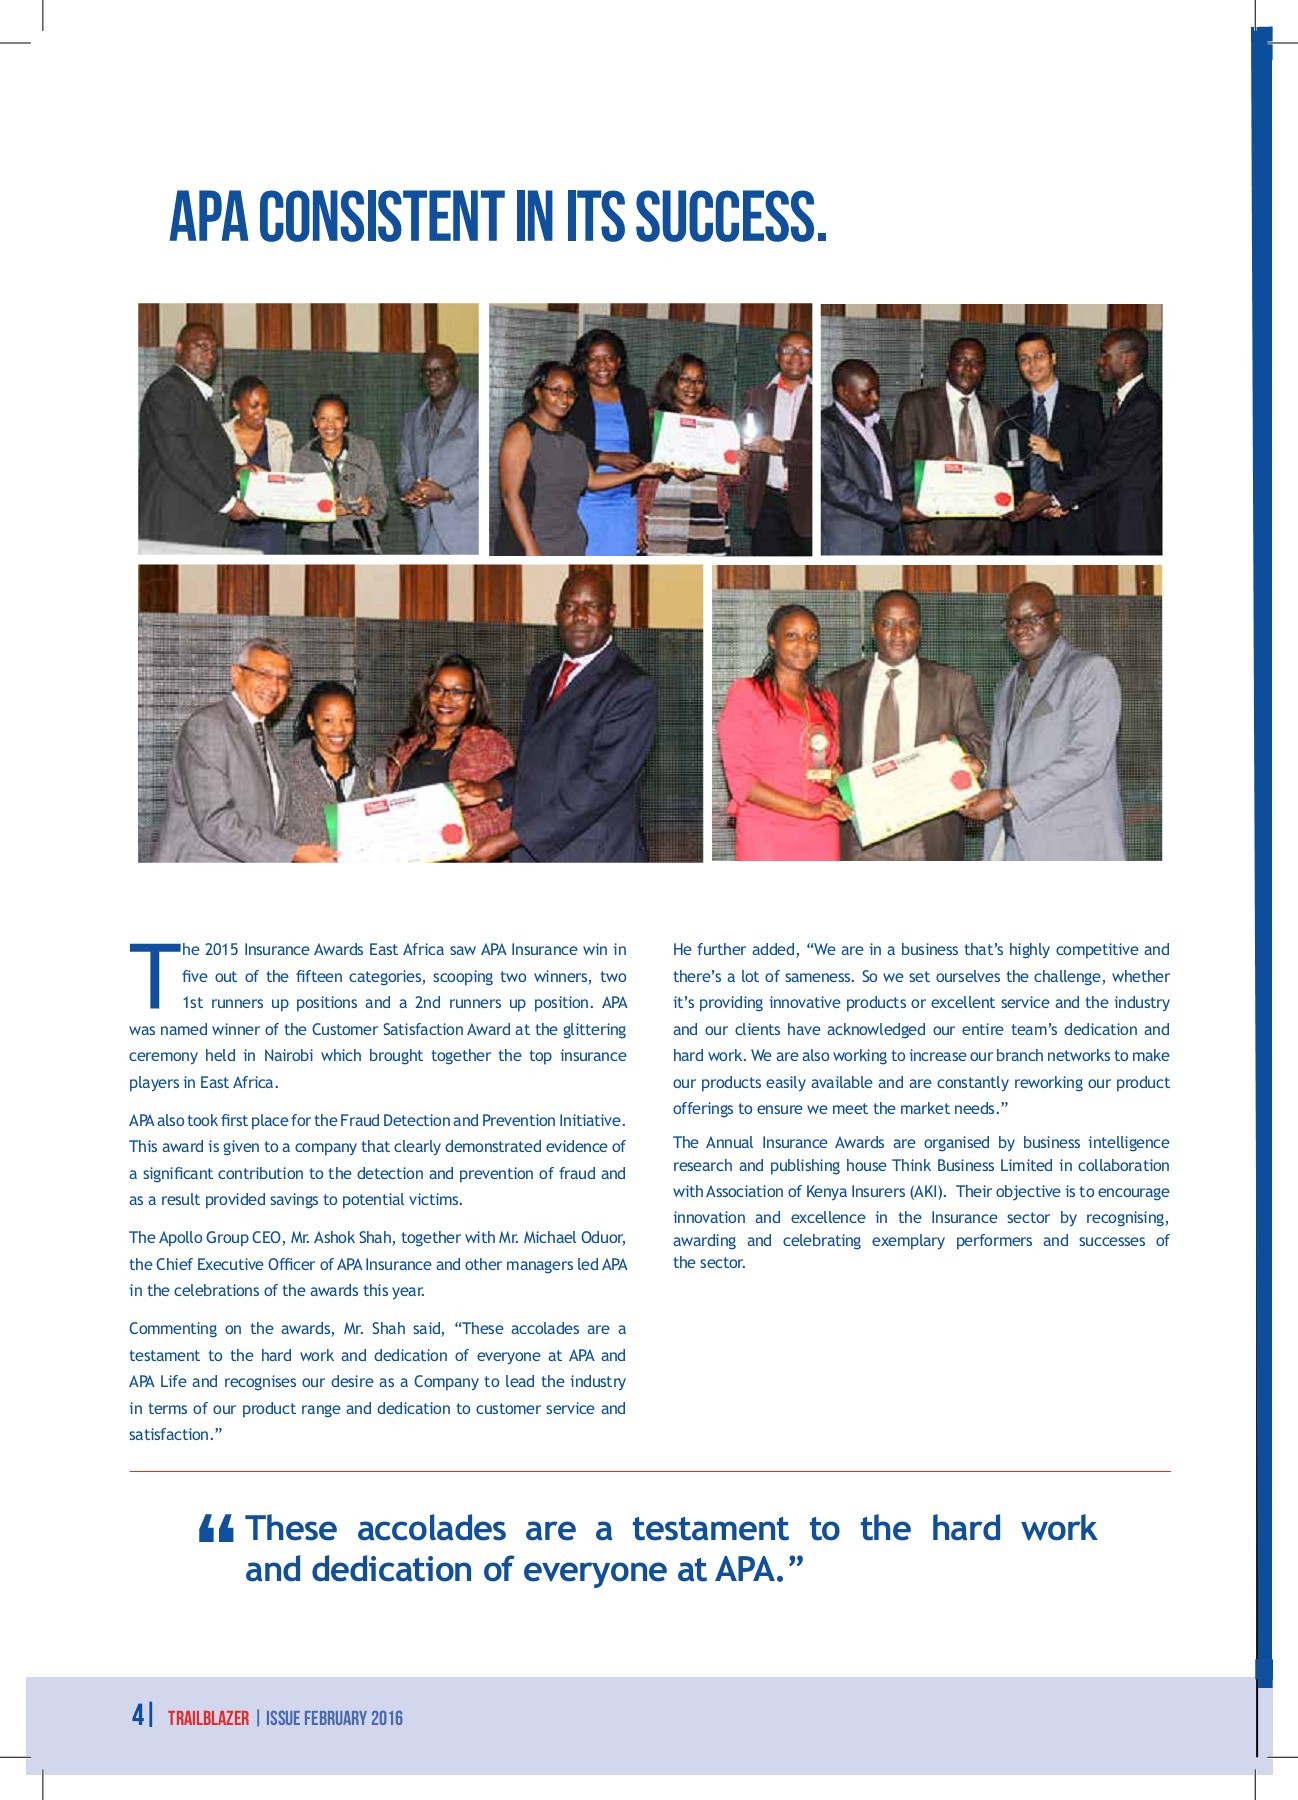 APA CONSISTENT IN ITS SUCCESS.
The 2015 Insurance Awards East Africa saw APA Insurance win in
five out of the fifteen categories, scooping two winners, two
1st runners up positions and a 2nd runners up position. APA
was named winner of the Customer Satisfaction Award at the glittering
ceremony held in Nairobi which brought together the top insurance
players in East Africa.
APA also took first place for the Fraud Detection and Prevention Initiative.
This award is given to a company that clearly demonstrated evidence of
a significant contribution to the detection and prevention of fraud and
as a result provided savings to potential victims.
The Apollo Group CEO, Mr. Ashok Shah, together with Mr. Michael Oduor,
the Chief Executive Officer of APA Insurance and other managers led APA
in the celebrations of the awards this year.
Commenting on the awards, Mr. Shah said, “These accolades are a
testament to the hard work and dedication of everyone at APA and
APA Life and recognises our desire as a Company to lead the industry
in terms of our product range and dedication to customer service and
satisfaction.”
He further added, “We are in a business that’s highly competitive and
there’s a lot of sameness. So we set ourselves the challenge, whether
it’s providing innovative products or excellent service and the industry
and our clients have acknowledged our entire team’s dedication and
hard work. We are also working to increase our branch networks to make
our products easily available and are constantly reworking our product
offerings to ensure we meet the market needs.”
The Annual Insurance Awards are organised by business intelligence
research and publishing house Think Business Limited in collaboration
with Association of Kenya Insurers (AKI).  Their objective is to encourage
innovation and excellence in the Insurance sector by recognising,
awarding and celebrating exemplary performers and successes of
the sector.
“These accolades are a testament to the hard work
and dedication of everyone at APA.”
4| TRAILBLAZER | ISSUE FEBRUARY 2016